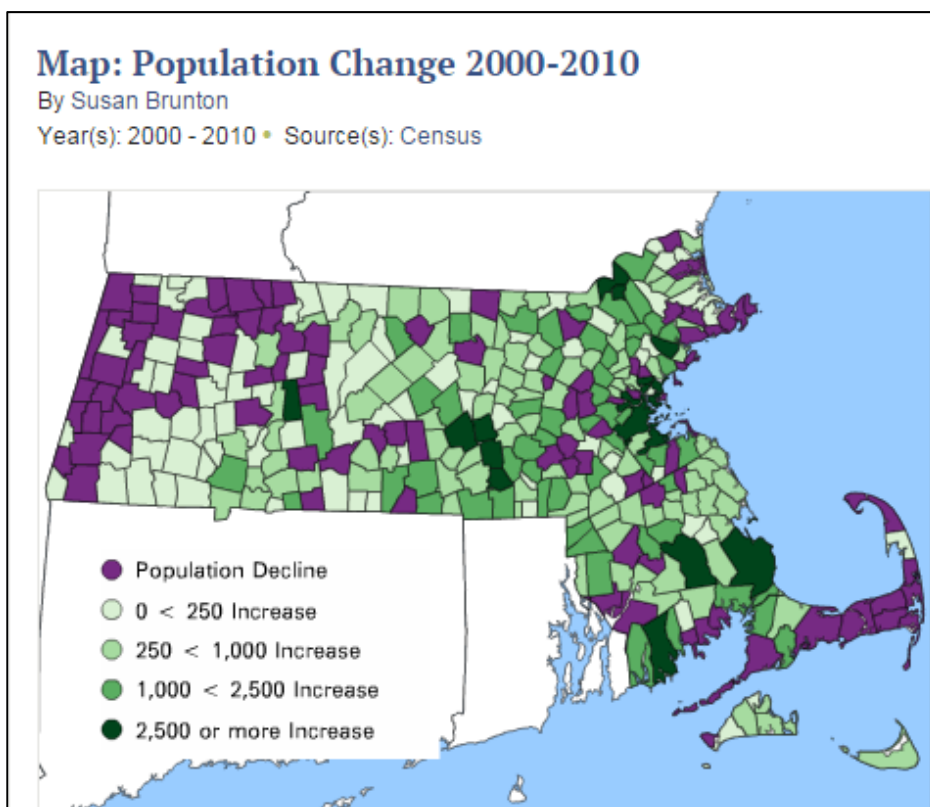 Map: Population Change 2000-2010
By Susan Brunton
Year(s): 2000 - 2010 • Source(s): Census
Population Decline
0 < 250 Increase
250 < 1,000 Increase
1,000 < 2,500 Increase
2,500 or more Increase